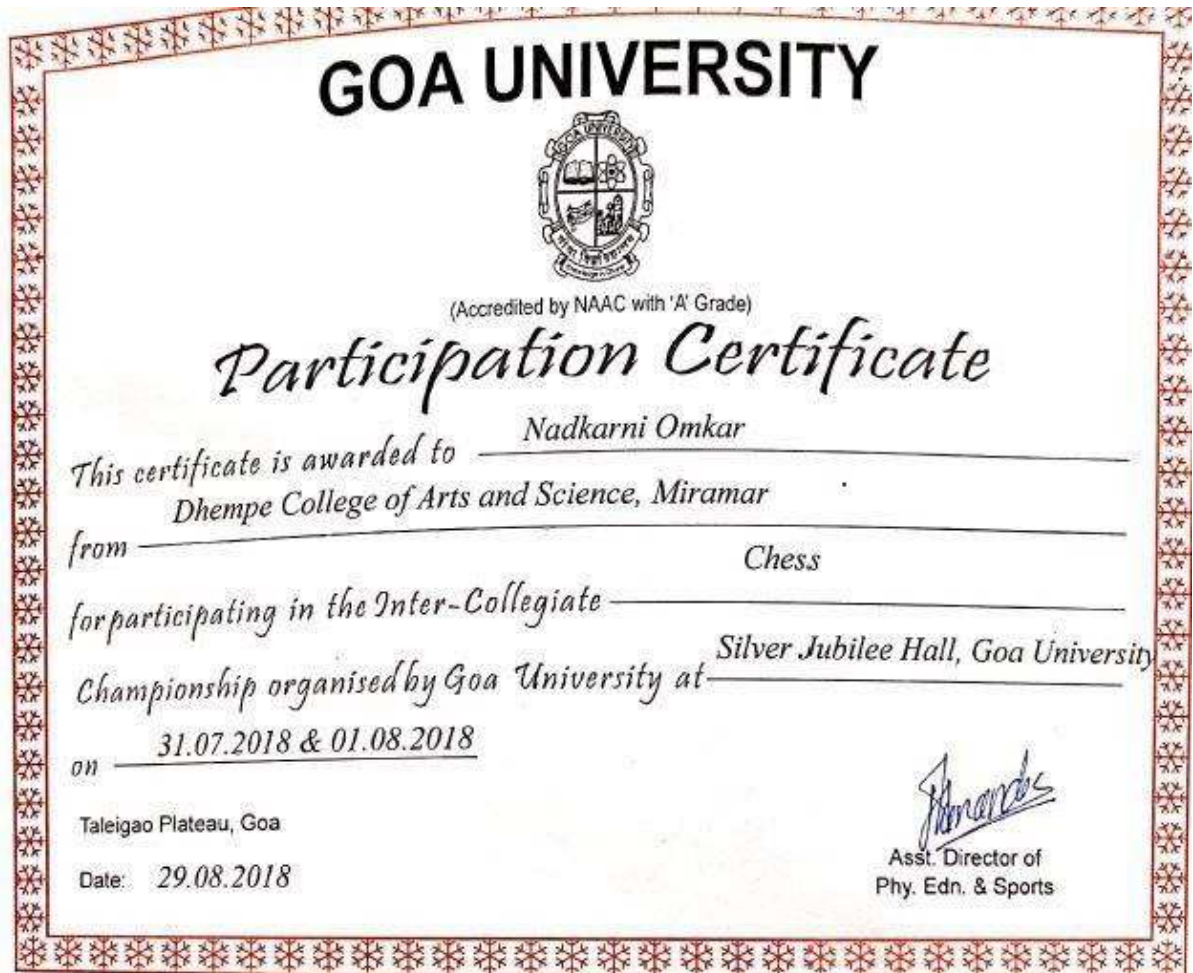 GOA UNIVERSITY
GOA UNIVERSITY
(Accredited by NAAC with 'A' Grade)
Participation Certificate
This certificate is awarded to Nadkarni Omkar
from Dhempe College of Arts and Science, Miramar
for participating in the Inter-Collegiate Chess
Championship organised by Goa University at Silver Jubilee Hall, Goa University
on 31.07.2018 & 01.08.2018
Taleigao Plateau, Goa
Date: 29.08.2018
Asst. Director of
Phy. Edn. & Sports